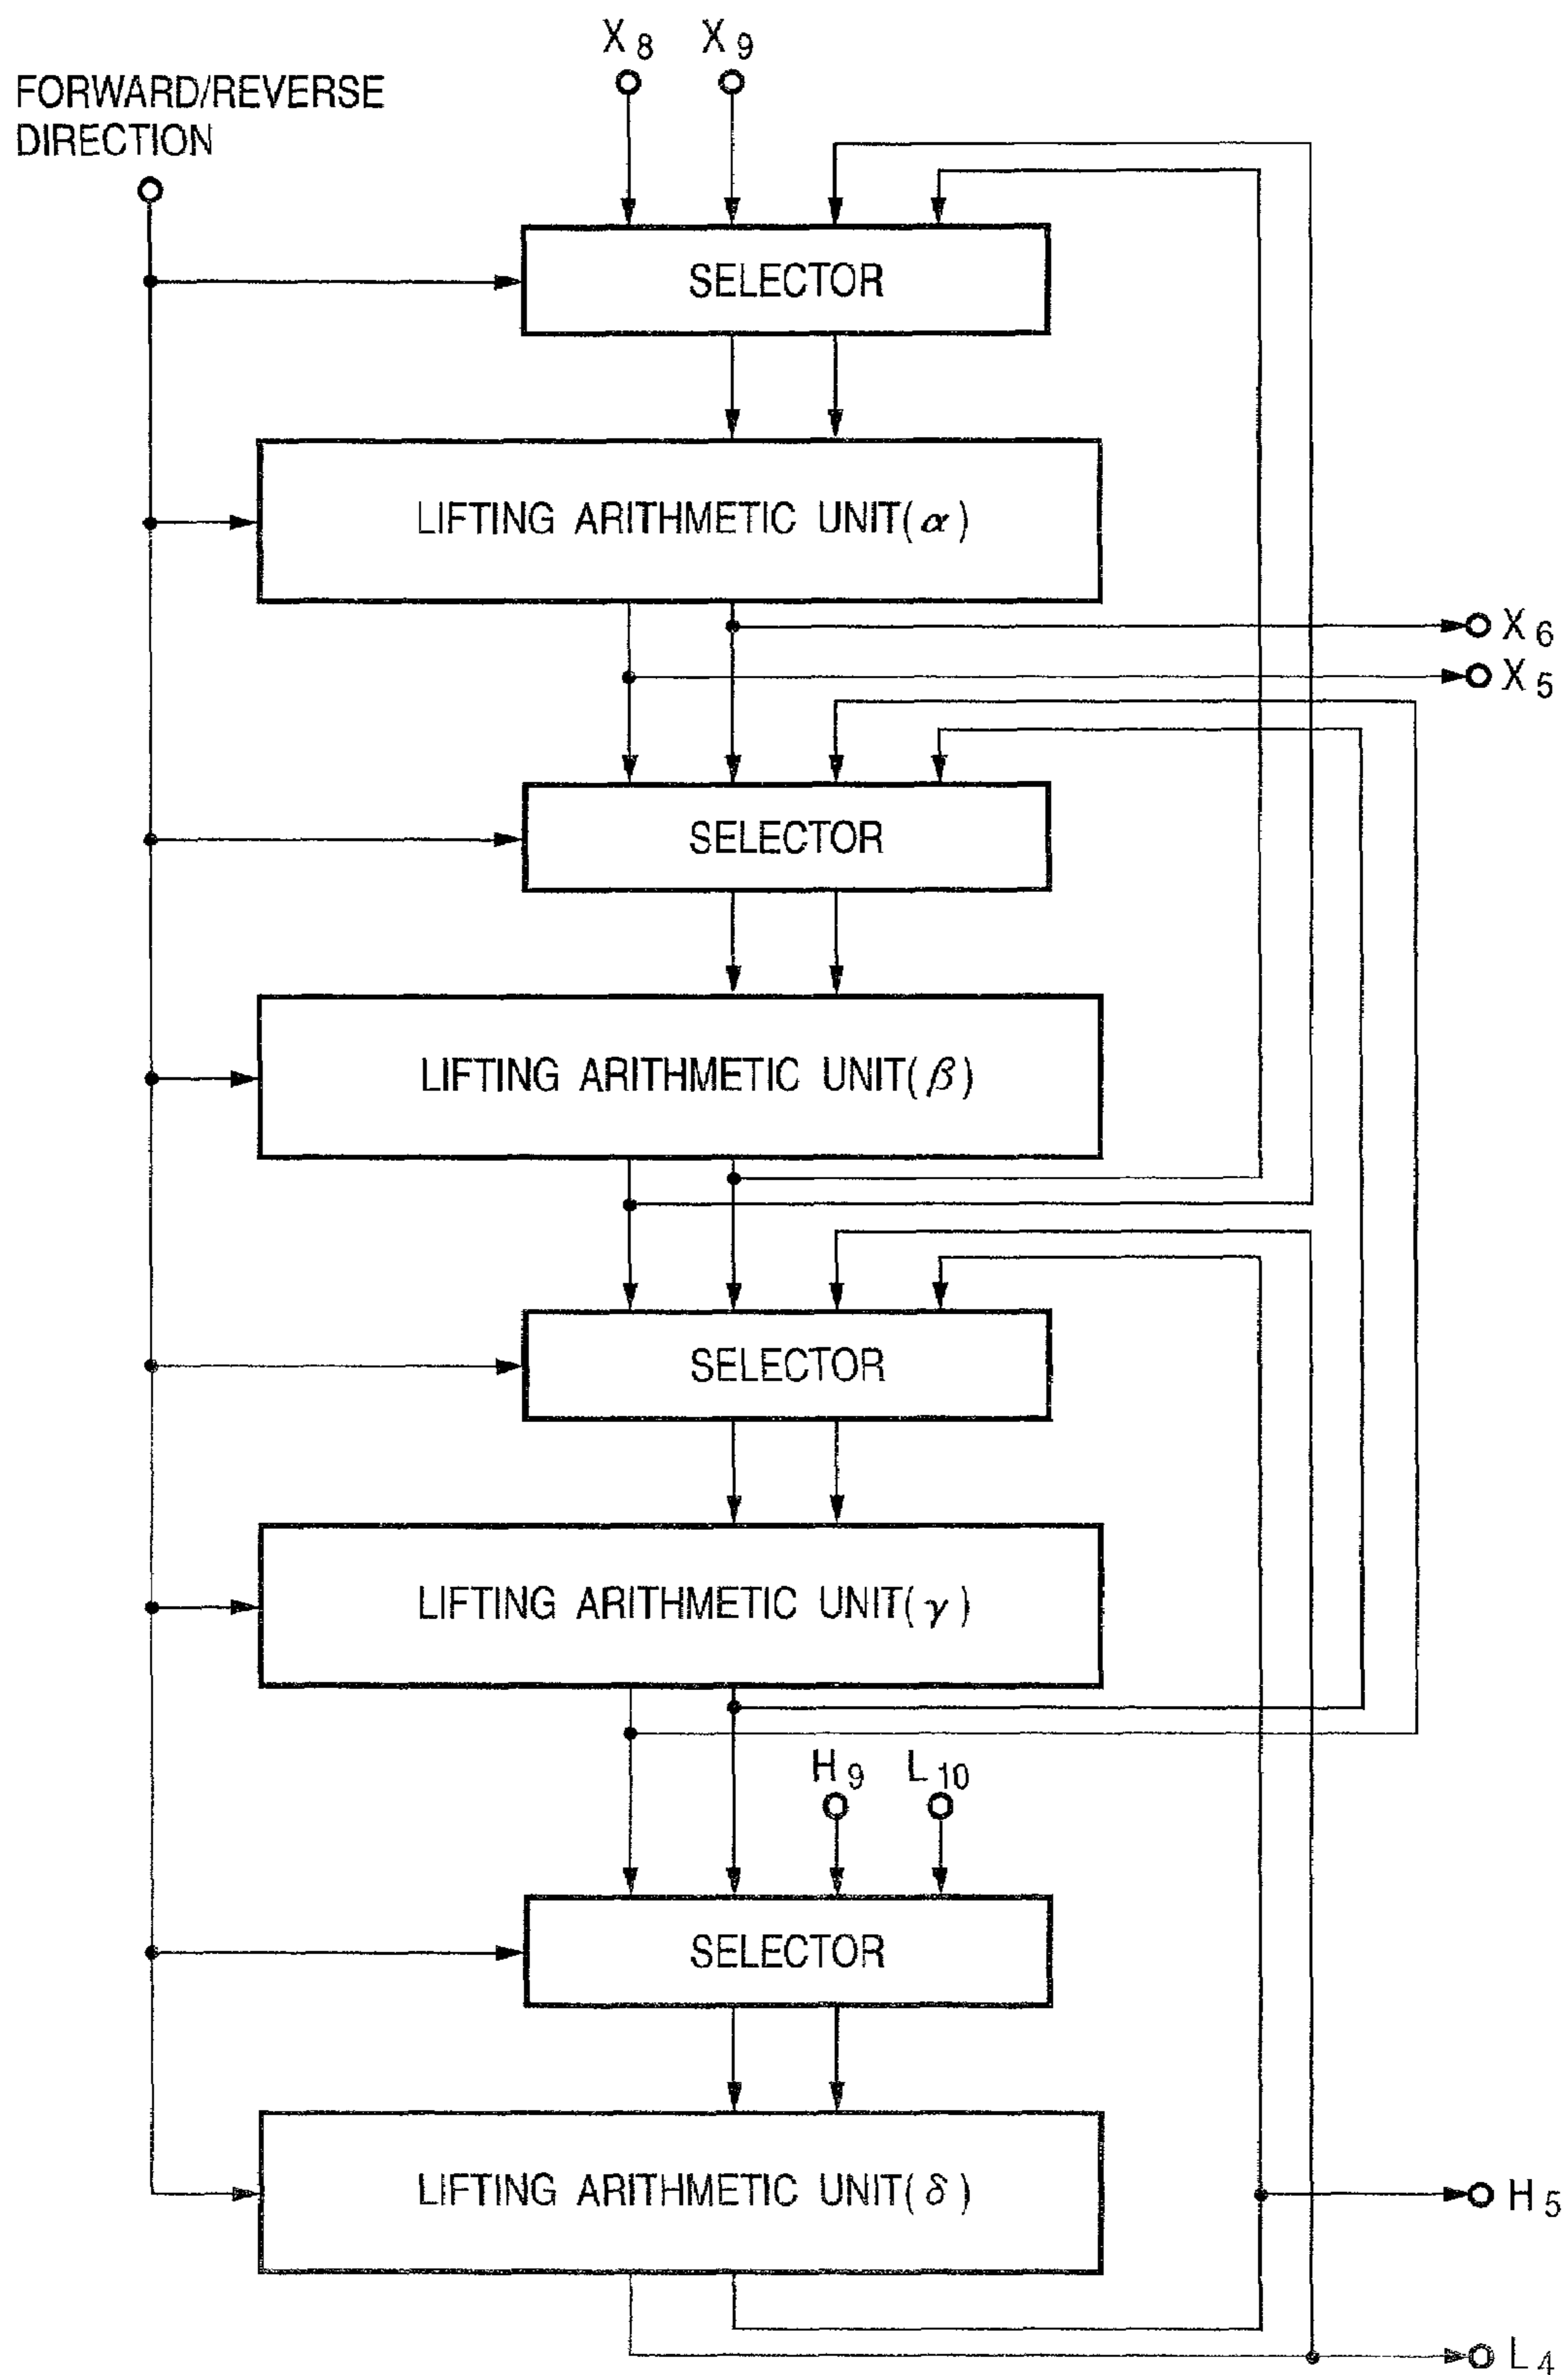 X8 X9
FORWARD/REVERSE
DIRECTION
SELECTOR
LIFTING ARITHMETIC UNIT(α)
X6
X5
SELECTOR
LIFTING ARITHMETIC UNIT(β)
SELECTOR
LIFTING ARITHMETIC UNIT(γ)
H9 L10
SELECTOR
LIFTING ARITHMETIC UNIT(δ)
H5
L4